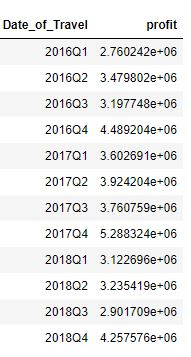 Date_of_Travel profit
2016Q1 2.760242e+06
2016Q2 3.479802e+06
2016Q3 3.197748e+06
2016Q4 4.489204e+06
2017Q1 3.602691e+06
2017Q2 3.924204e+06
2017Q3 3.760759e+06
2017Q4 5.288324e+06
2018Q1 3.122696e+06
2018Q2 3.235419e+06
2018Q3 2.901709e+06
2018Q4 4.257576e+06